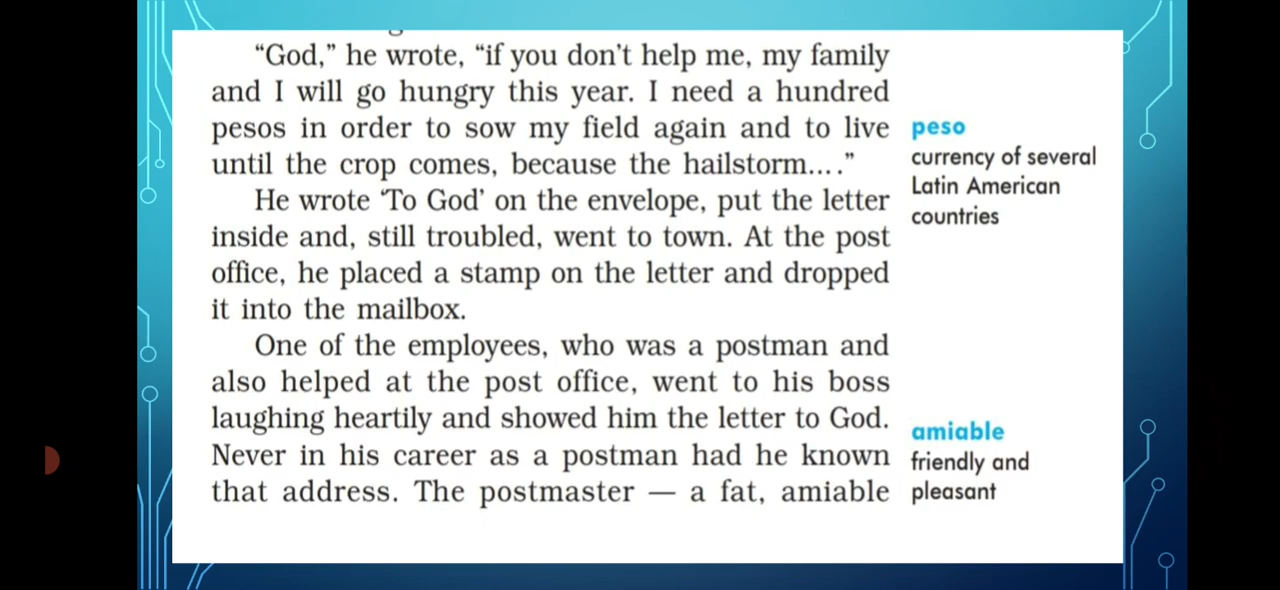 “God,” he wrote, “if you don’t help me, my family
and I will go hungry this year. I need a hundred
pesos in order to sow my field again and to live
until the crop comes, because the hailstorm....”
He wrote ‘To God’ on the envelope, put the letter
inside and, still troubled, went to town. At the post
office, he placed a stamp on the letter and dropped
it into the mailbox.
One of the employees, who was a postman and
also helped at the post office, went to his boss
laughing heartily and showed him the letter to God.
Never in his career as a postman had he known
that address. The postmaster — a fat, amiable
peso
currency of several
Latin American
countries
amiable
friendly and
pleasant